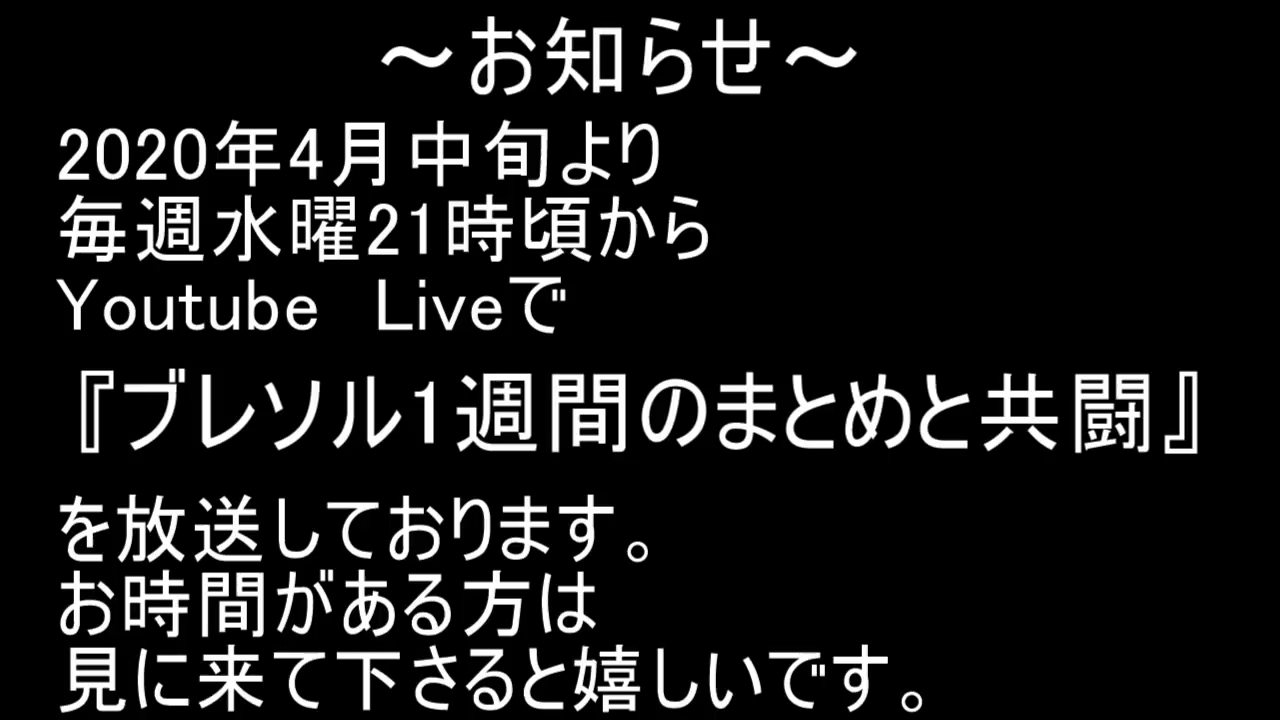 ～お知らせ～
2020年4月中旬より
毎週水曜21時頃から
Youtube　Liveで
『ブレソル1週間のまとめと共闘』
を放送しております。
お時間がある方は
見に来て下さると嬉しいです。